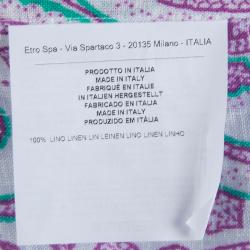 Etro Spa - Via Spartaco 3 - 20135 Milano - ITALIA
PRODOTTO IN ITALIA
MADE IN ITALY
FABRIQUÉ EN ITALIE
IN ITALIEN HERGESTELLT
FABRICADO EN ITALIA
MADE IN ITALY
PRODUZIDO EM ITÁLIA
100% LINO LINEN LIN LEINEN LINO LINEN LINHO